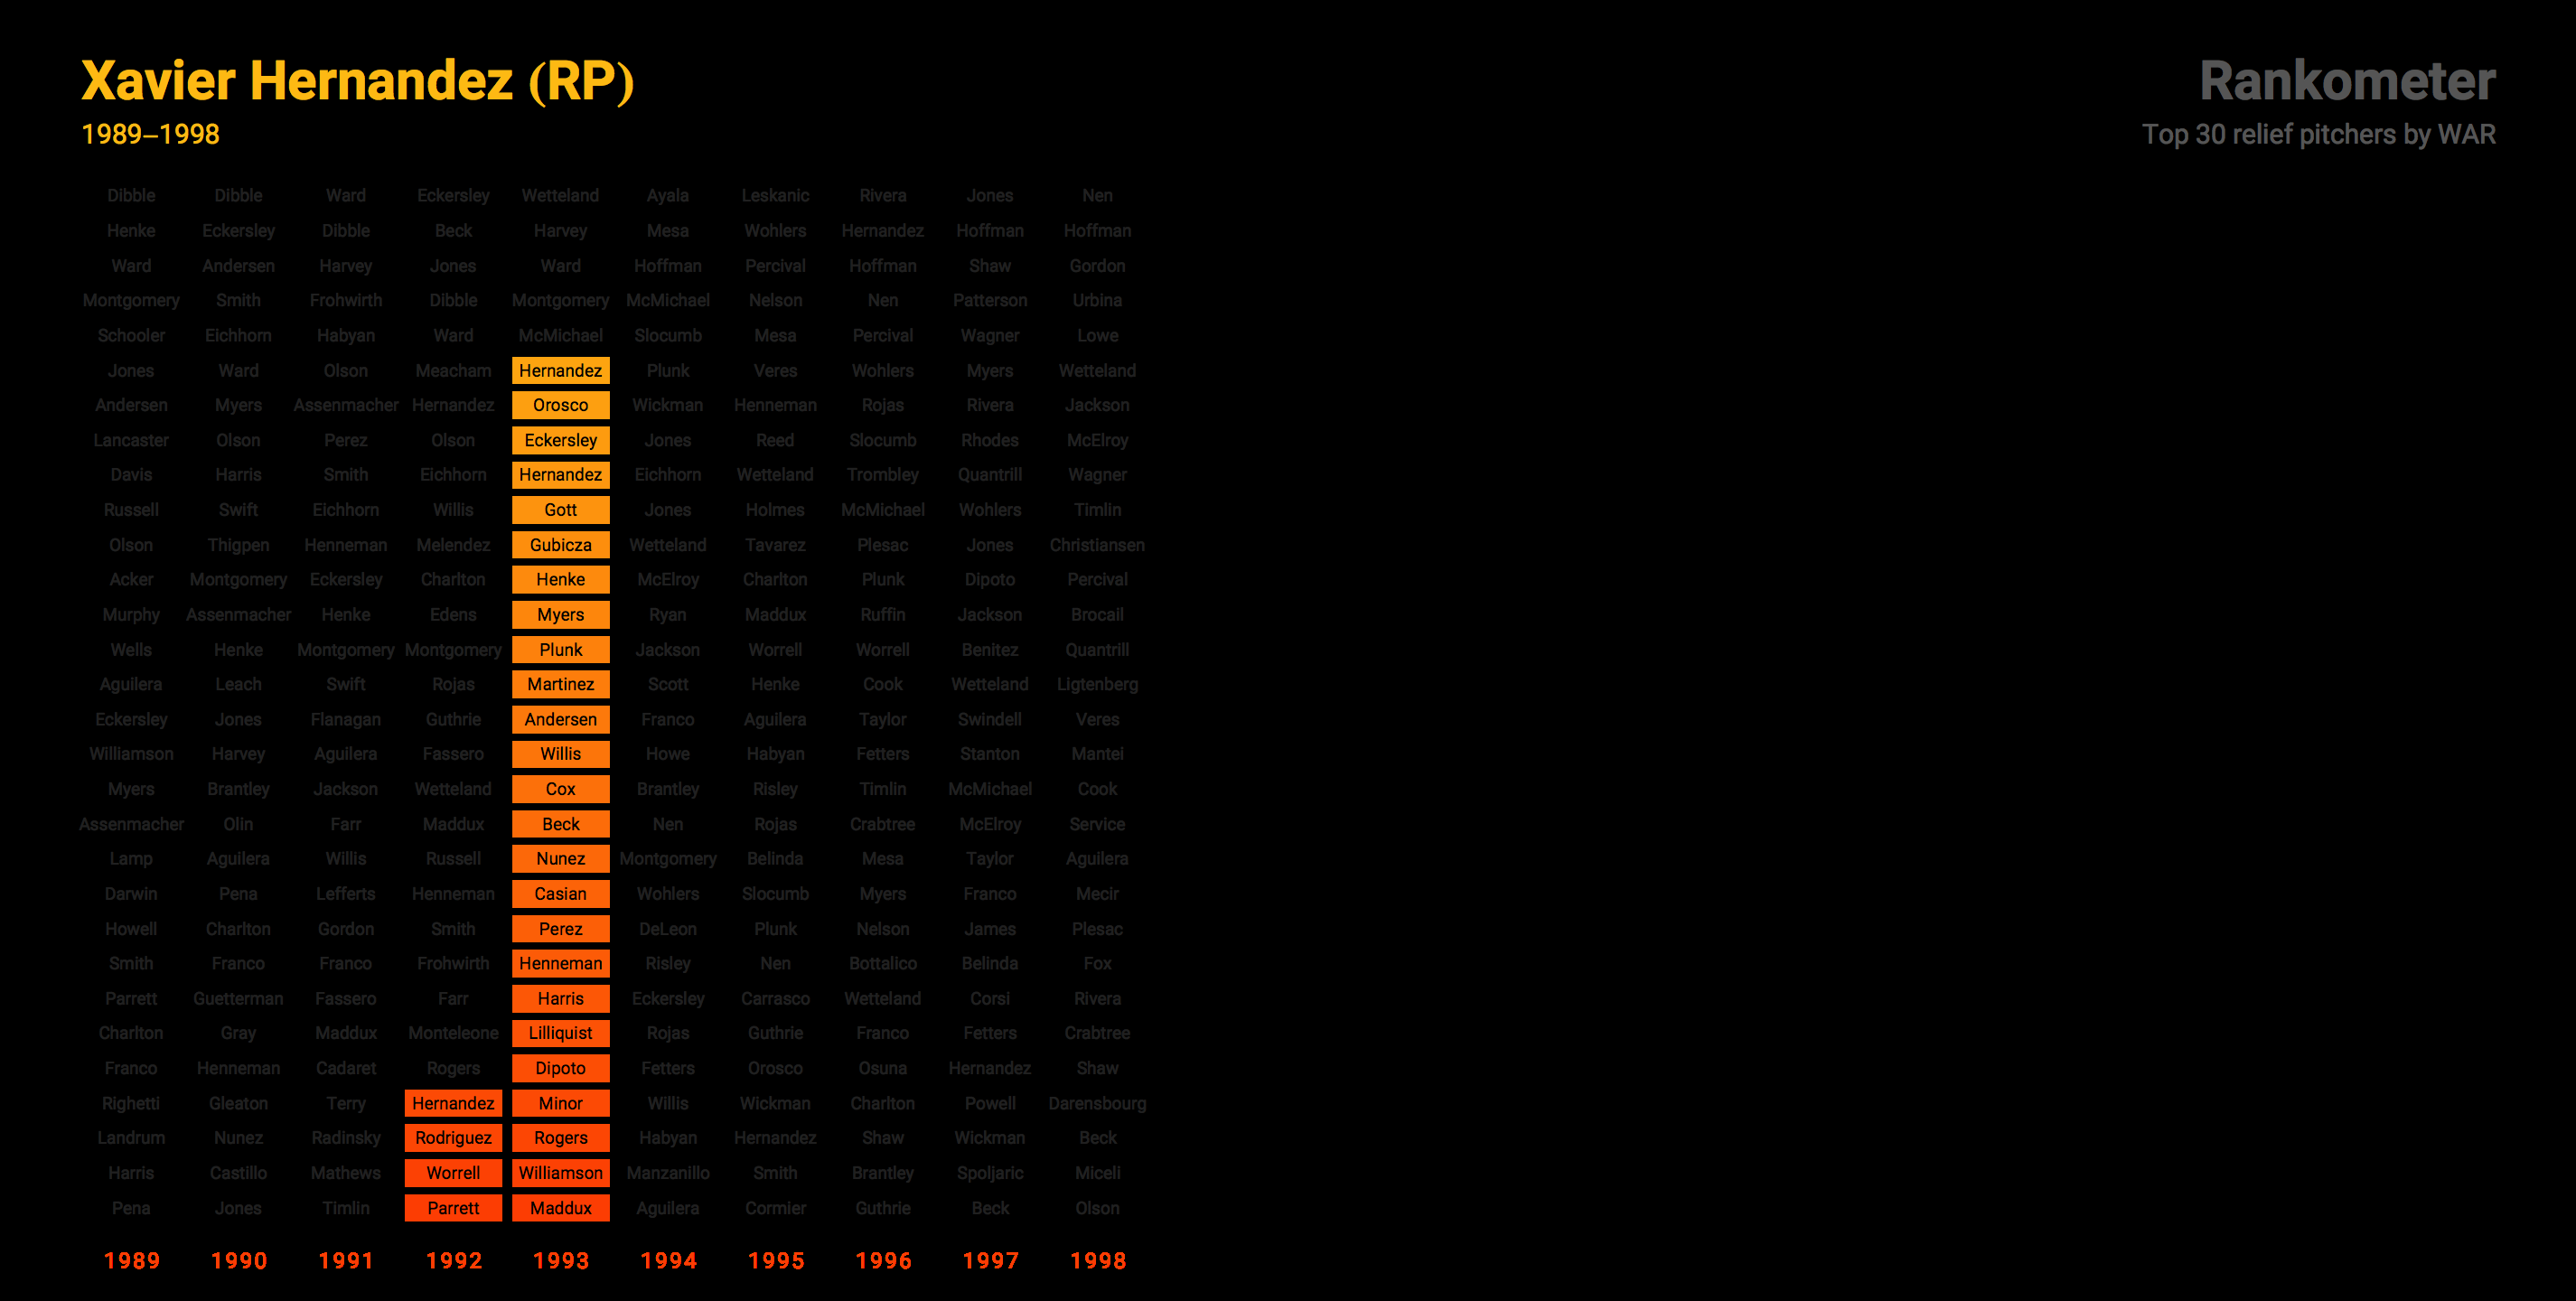 Xavier Hernandez (RP)
1989–1998
Rankometer
Top 30 relief pitchers by WAR
Dibble Dibble Ward Eckersley Wetteland Ayala Leskanic Rivera Jones Nen
Henke Eckersley Dibble Beck Harvey Mesa Wohlers Hernandez Hoffman Hoffman
Ward Andersen Harvey Jones Ward Hoffman Percival Hoffman Shaw Gordon
Montgomery Smith Frohwirth Dibble Montgomery McMichael Nelson Nen Patterson Urbina
Schooler Eichhorn Habyan Ward McMichael Slocumb Mesa Percival Wagner Lowe
Jones Ward Olson Meacham Hernandez Plunk Veres Wohlers Myers Wetteland
Andersen Myers Assenmacher Hernandez Orosco Wickman Henneman Rojas Rivera Jackson
Lancaster Olson Perez Olson Eckersley Jones Reed Slocumb Rhodes McElroy
Davis Harris Smith Eichhorn Hernandez Eichhorn Wetteland Trombley Quantrill Wagner
Russell Swift Eichhorn Willis Gott Jones Holmes McMichael Wohlers Timlin
Olson Thigpen Henneman Melendez Gubicza Wetteland Tavarez Plesac Jones Christiansen
Acker Montgomery Eckersley Charlton Henke McElroy Charlton Plunk Dipoto Percival
Murphy Assenmacher Henke Edens Myers Ryan Maddux Ruffin Jackson Brocail
Wells Henke Montgomery Montgomery Plunk Jackson Worrell Worrell Benitez Quantrill
Aguilera Leach Swift Rojas Martinez Scott Henke Cook Wetteland Ligtenberg
Eckersley Jones Flanagan Guthrie Andersen Franco Aguilera Taylor Swindell Veres
Williamson Harvey Aguilera Fassero Willis Howe Habyan Fetters Stanton Mantei
Myers Brantley Jackson Wetteland Cox Brantley Risley Timlin McMichael Cook
Assenmacher Olin Farr Maddux Beck Nen Rojas Crabtree McElroy Service
Lamp Aguilera Willis Russell Nunez Montgomery Belinda Mesa Taylor Aguilera
Darwin Pena Lefferts Henneman Casian Wohlers Slocumb Myers Franco Mecir
Howell Charlton Gordon Smith Perez DeLeon Plunk Nelson James Plesac
Smith Franco Franco Frohwirth Henneman Risley Nen Bottalico Belinda Fox
Parrett Guetterman Fassero Farr Harris Eckersley Carrasco Wetteland Corsi Rivera
Charlton Gray Maddux Monteleone Lilliquist Rojas Guthrie Franco Fetters Crabtree
Franco Henneman Cadaret Rogers Dipoto Fetters Orosco Osuna Hernandez Shaw
Righetti Gleaton Terry Hernandez Minor Willis Wickman Charlton Powell Darensbourg
Landrum Nunez Radinsky Rodriguez Rogers Habyan Hernandez Shaw Wickman Beck
Harris Castillo Mathews Worrell Williamson Manzanillo Smith Brantley Spoljaric Miceli
Pena Jones Timlin Parrett Maddux Aguilera Cormier Guthrie Beck Olson
1989 1990 1991 1992 1993 1994 1995 1996 1997 1998